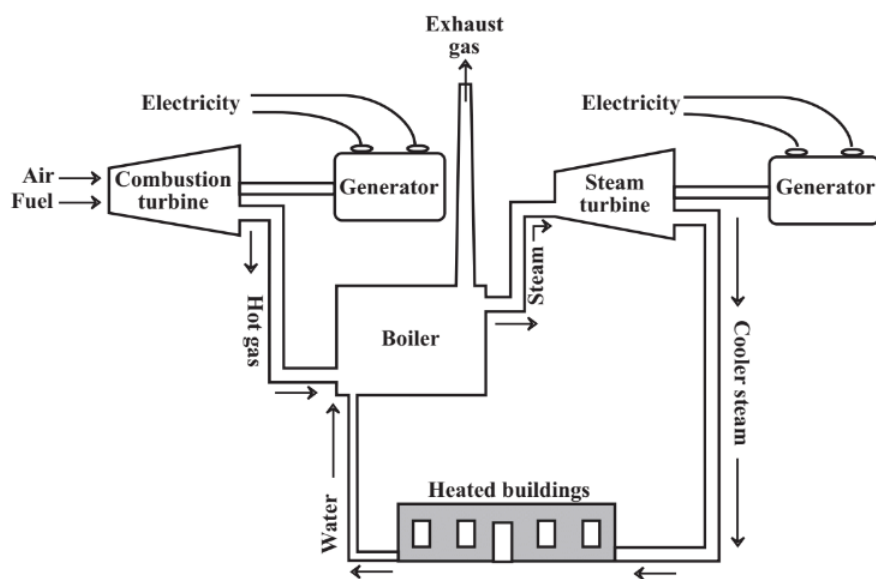 Exhaust
gas
Electricity
Electricity
Air
Fuel
Combustion
turbine
Generator
Steam
turbine
Generator
Hot gas
Boiler
Steam
Cooler steam
Water
Heated buildings